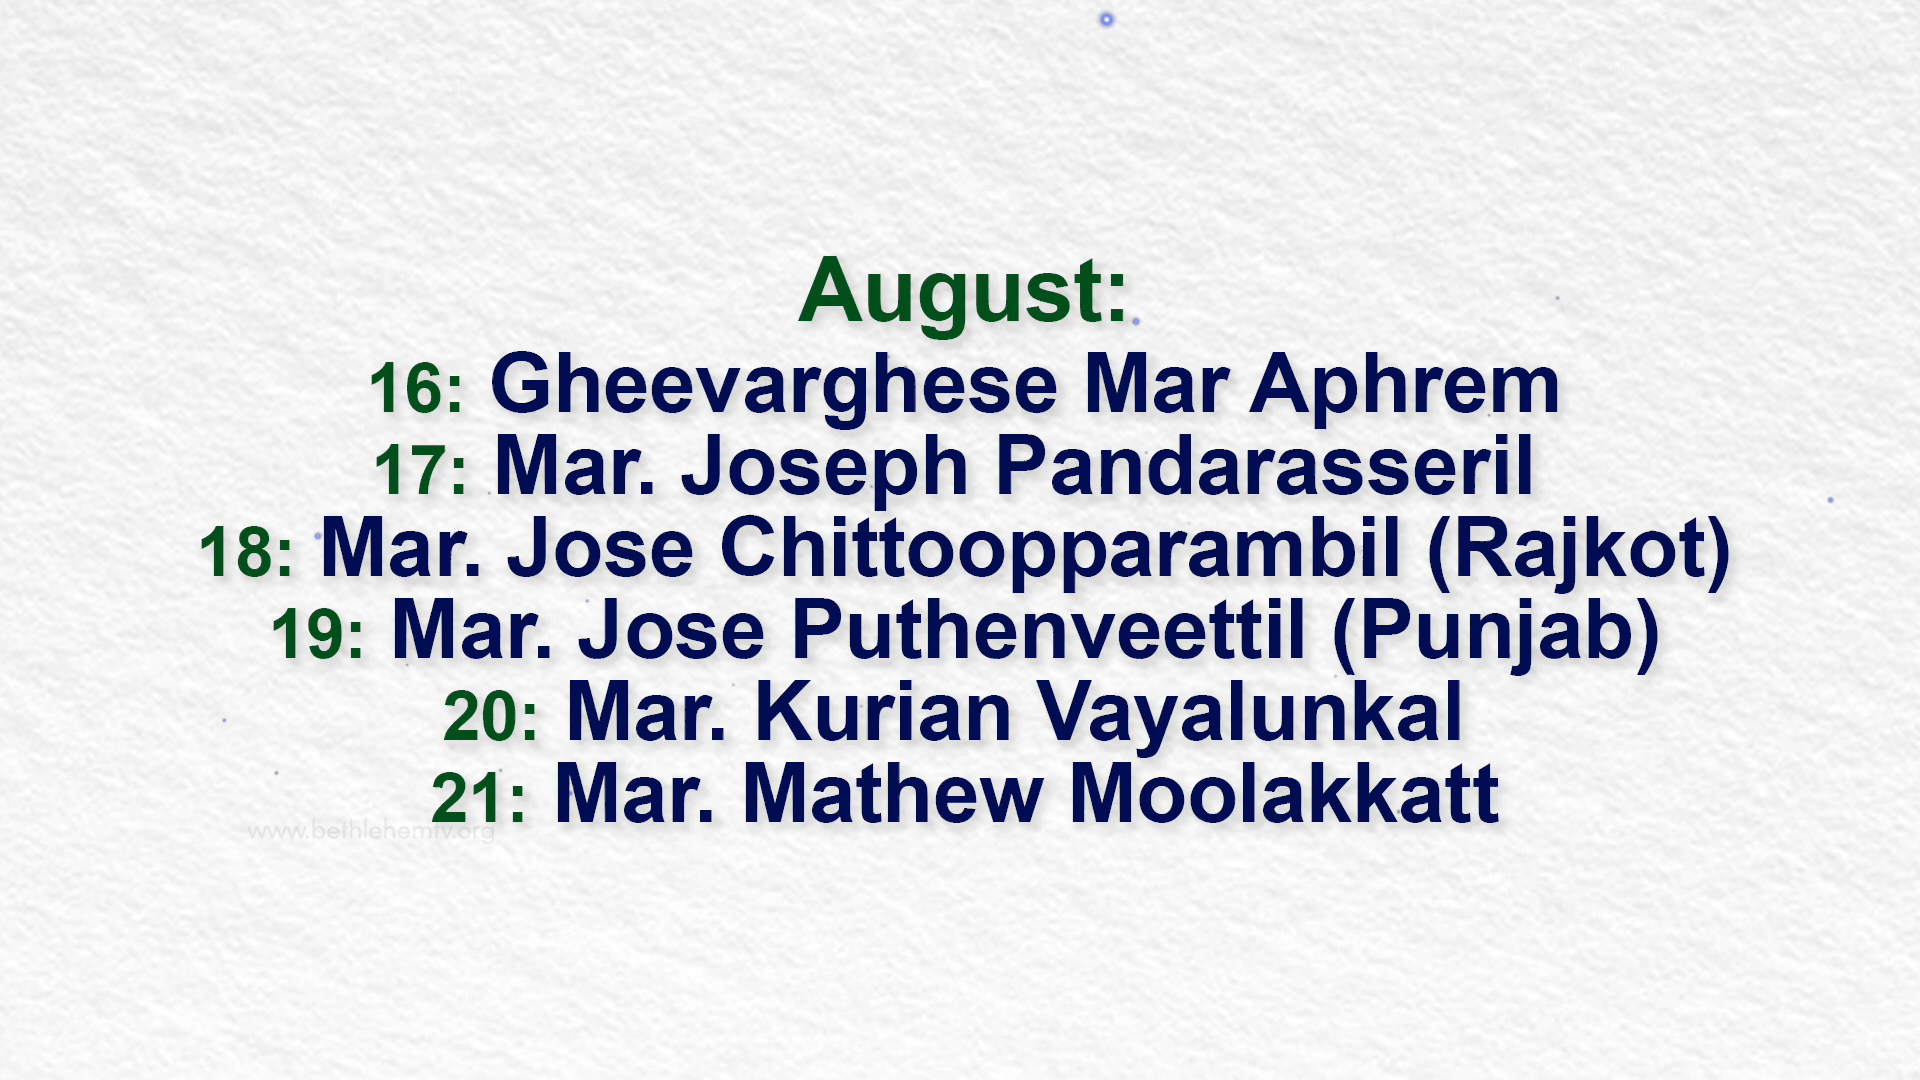 August:
16: Gheevarghese Mar Aphrem
17: Mar. Joseph Pandarasseril
18: Mar. Jose Chittoopparambil (Rajkot)
19: Mar. Jose Puthenveettil (Punjab)
20: Mar. Kurian Vayalunkal
21: Mar. Mathew Moolakkatt
www.bethlehemtv.org